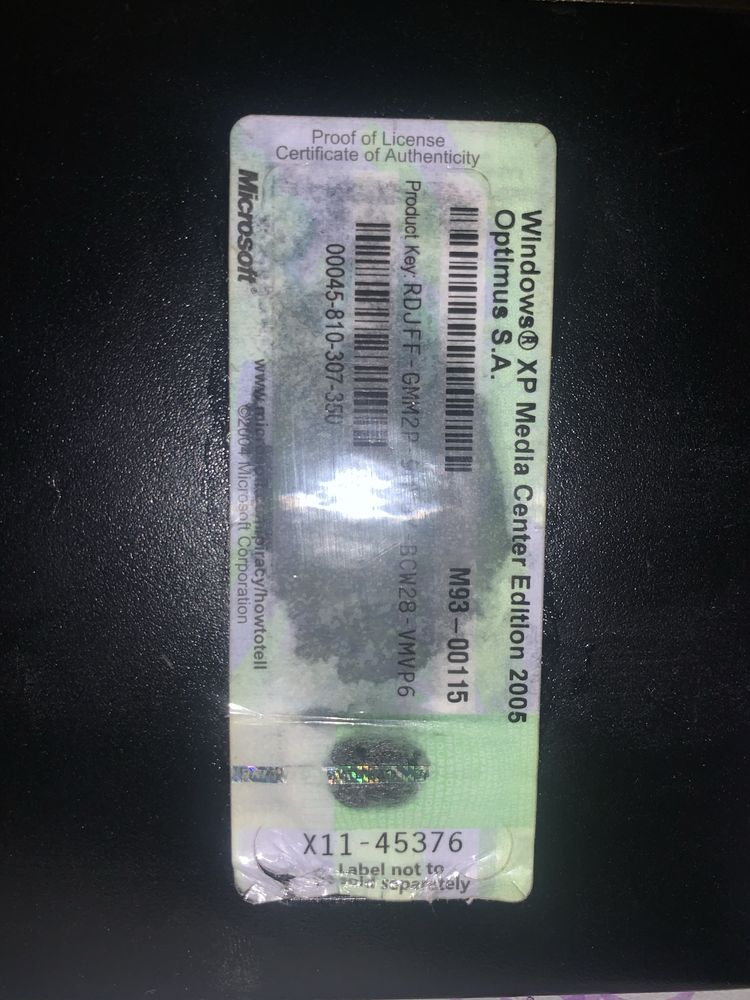 Proof of License
Certificate of Authenticity
Windows® XP Media Center Edition 2005
Optimus S.A.
M93-00115
Product Key: RDJFF-GMM2P- -BCW28-VMVP6
00045-810-307-350
Microsoft®
©2004 Microsoft Corporation
X11-45376
Label not to
sold separately